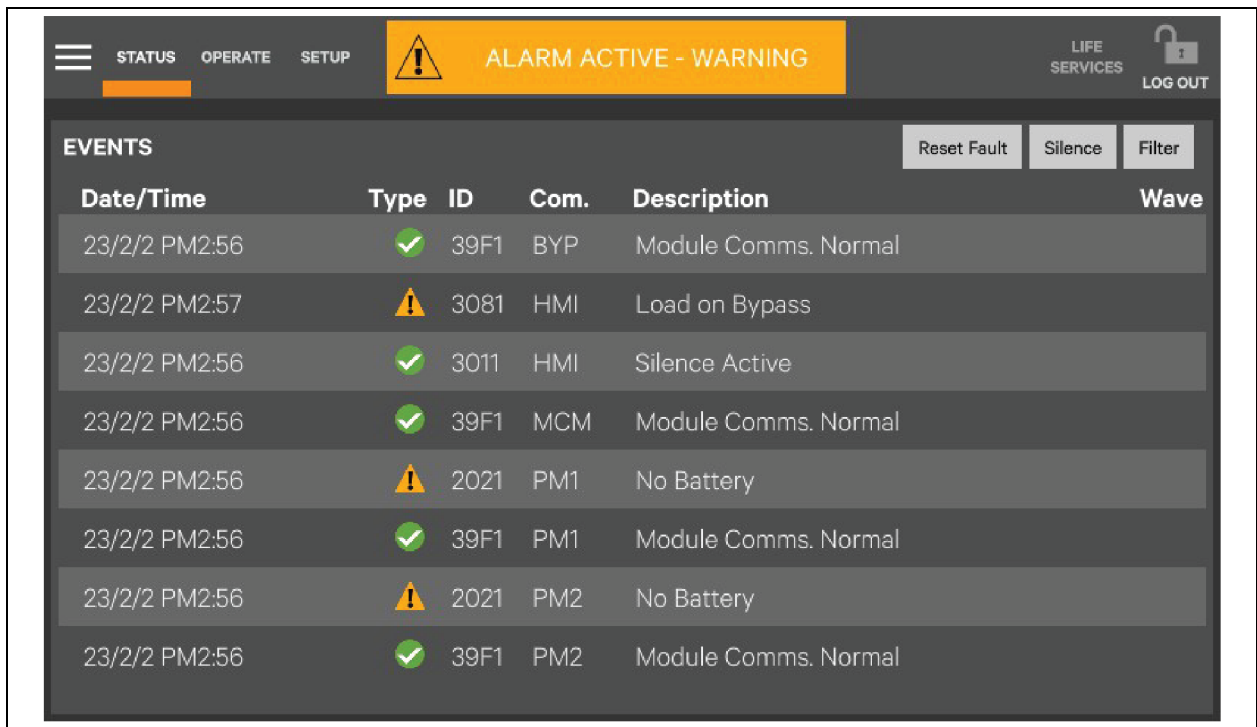 STATUS OPERATE SETUP ALARM ACTIVE - WARNING LIFE SERVICES LOG OUT
EVENTS Reset Fault Silence Filter
Date/Time Type ID Com. Description Wave
23/2/2 PM2:56 39F1 BYP Module Comms. Normal
23/2/2 PM2:57 3081 HMI Load on Bypass
23/2/2 PM2:56 3011 HMI Silence Active
23/2/2 PM2:56 39F1 MCM Module Comms. Normal
23/2/2 PM2:56 2021 PM1 No Battery
23/2/2 PM2:56 39F1 PM1 Module Comms. Normal
23/2/2 PM2:56 2021 PM2 No Battery
23/2/2 PM2:56 39F1 PM2 Module Comms. Normal